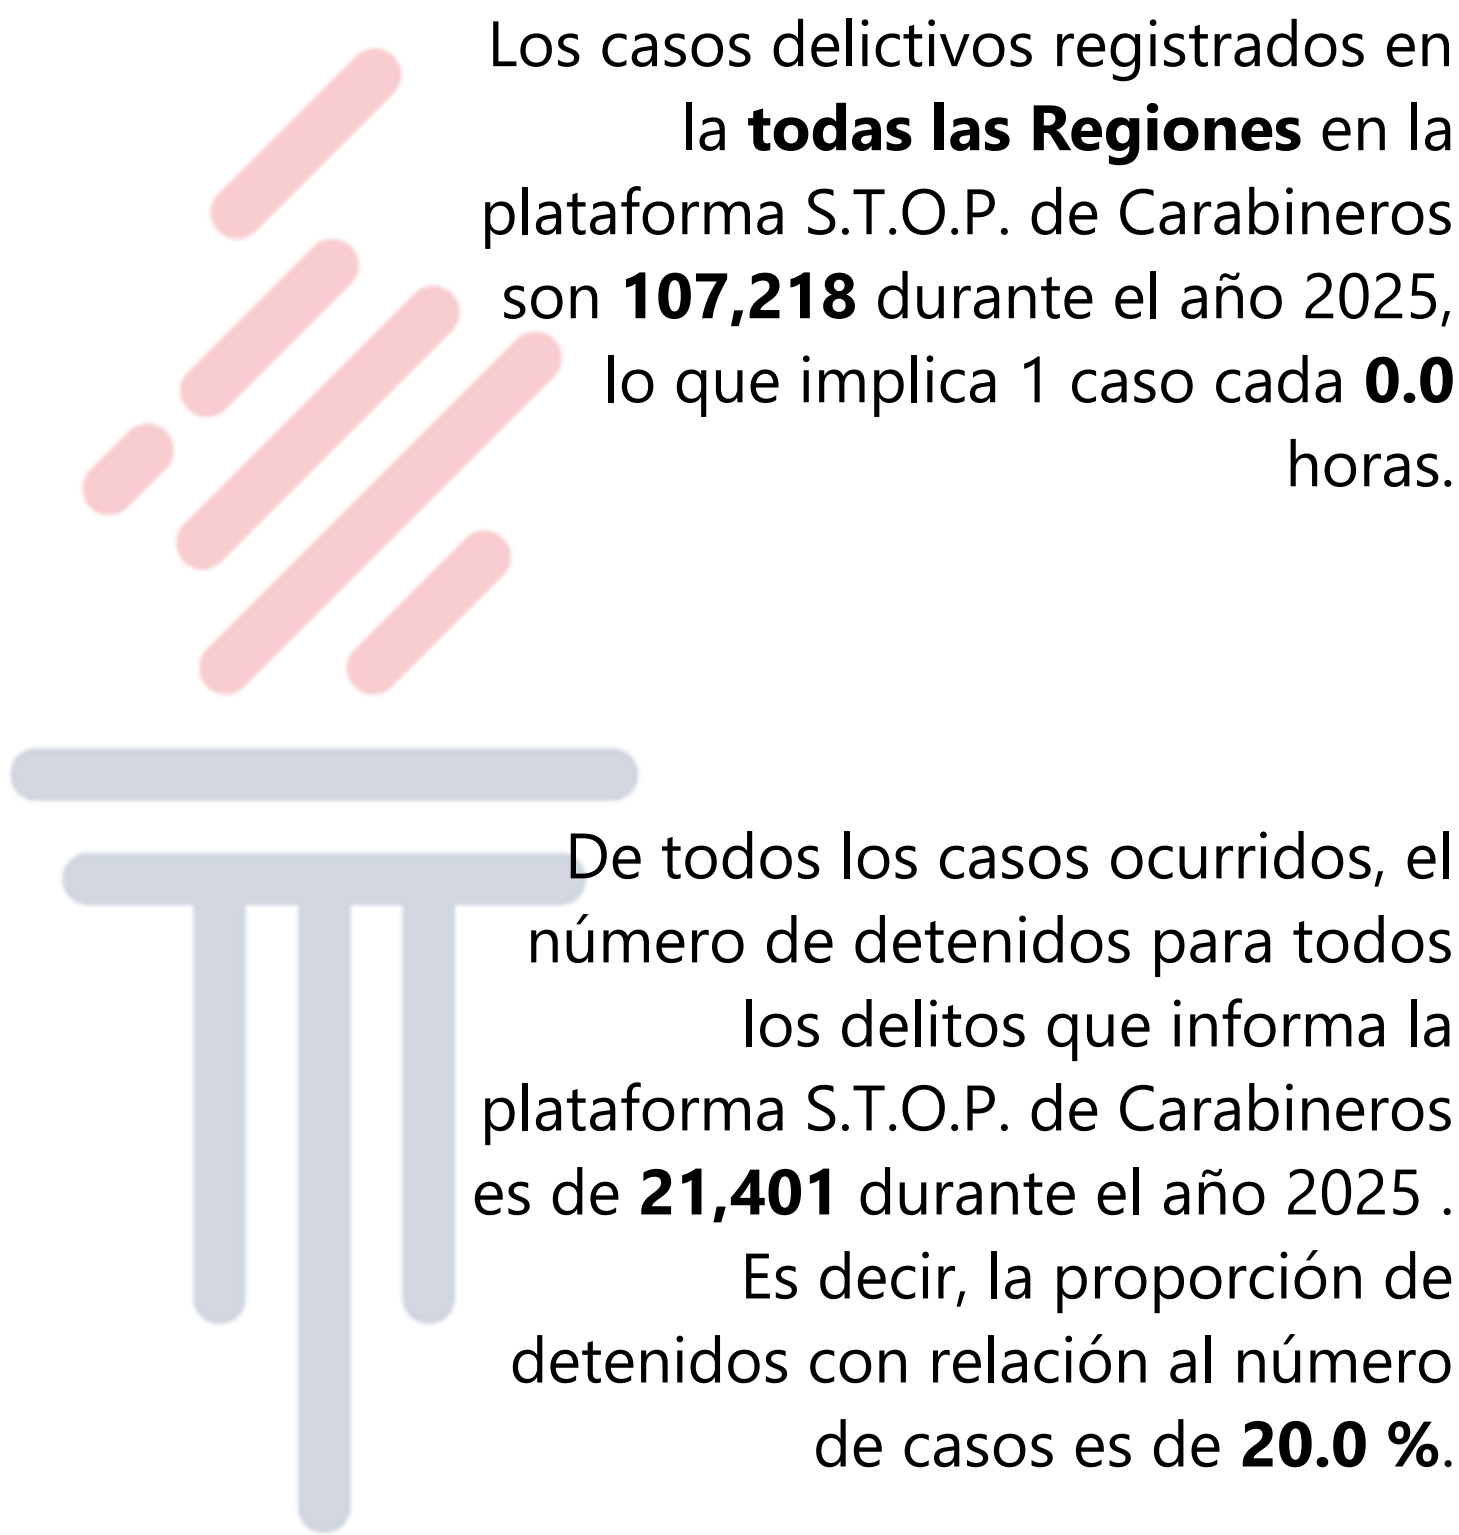 Los casos delictivos registrados en
la todas las Regiones en la
plataforma S.T.O.P. de Carabineros
son 107,218 durante el año 2025,
lo que implica 1 caso cada 0.0
horas.
De todos los casos ocurridos, el
número de detenidos para todos
los delitos que informa la
plataforma S.T.O.P. de Carabineros
es de 21,401 durante el año 2025 .
Es decir, la proporción de
detenidos con relación al número
de casos es de 20.0 %.